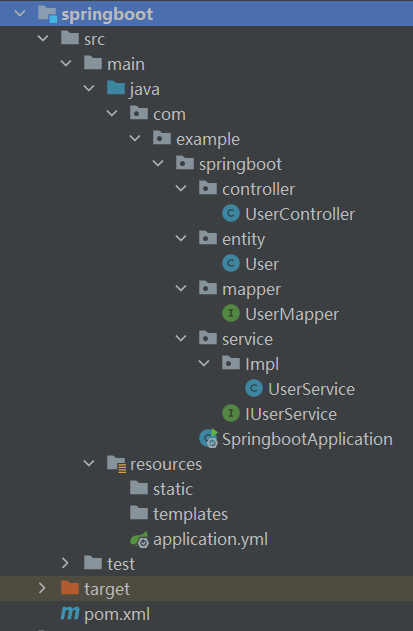 springboot
src
main
java
com
example
springboot
controller
UserController
entity
User
mapper
UserMapper
service
Impl
UserService
IUserService
SpringbootApplication
resources
static
templates
application.yml
test
target
pom.xml